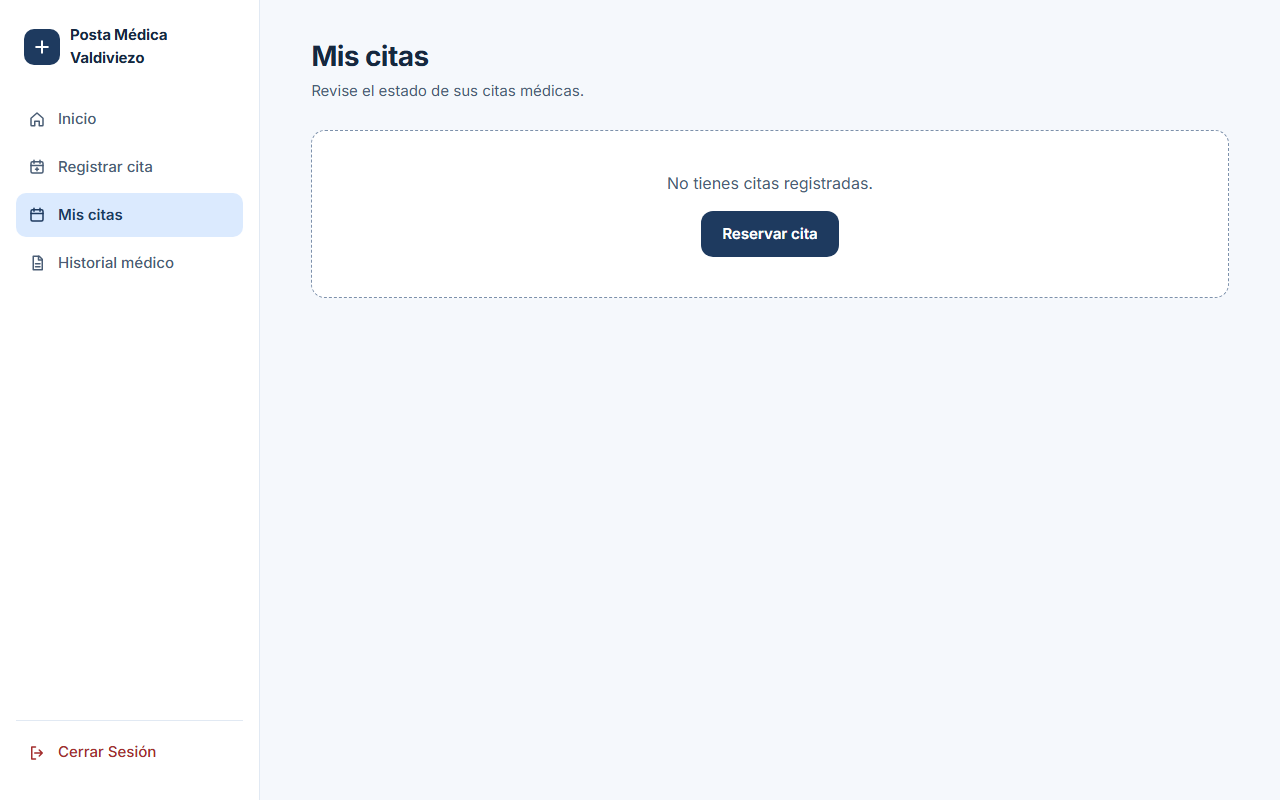 Posta Médica
Valdiviezo
Inicio
Registrar cita
Mis citas
Historial médico
Cerrar Sesión
Mis citas
Revise el estado de sus citas médicas.
No tienes citas registradas.
Reservar cita